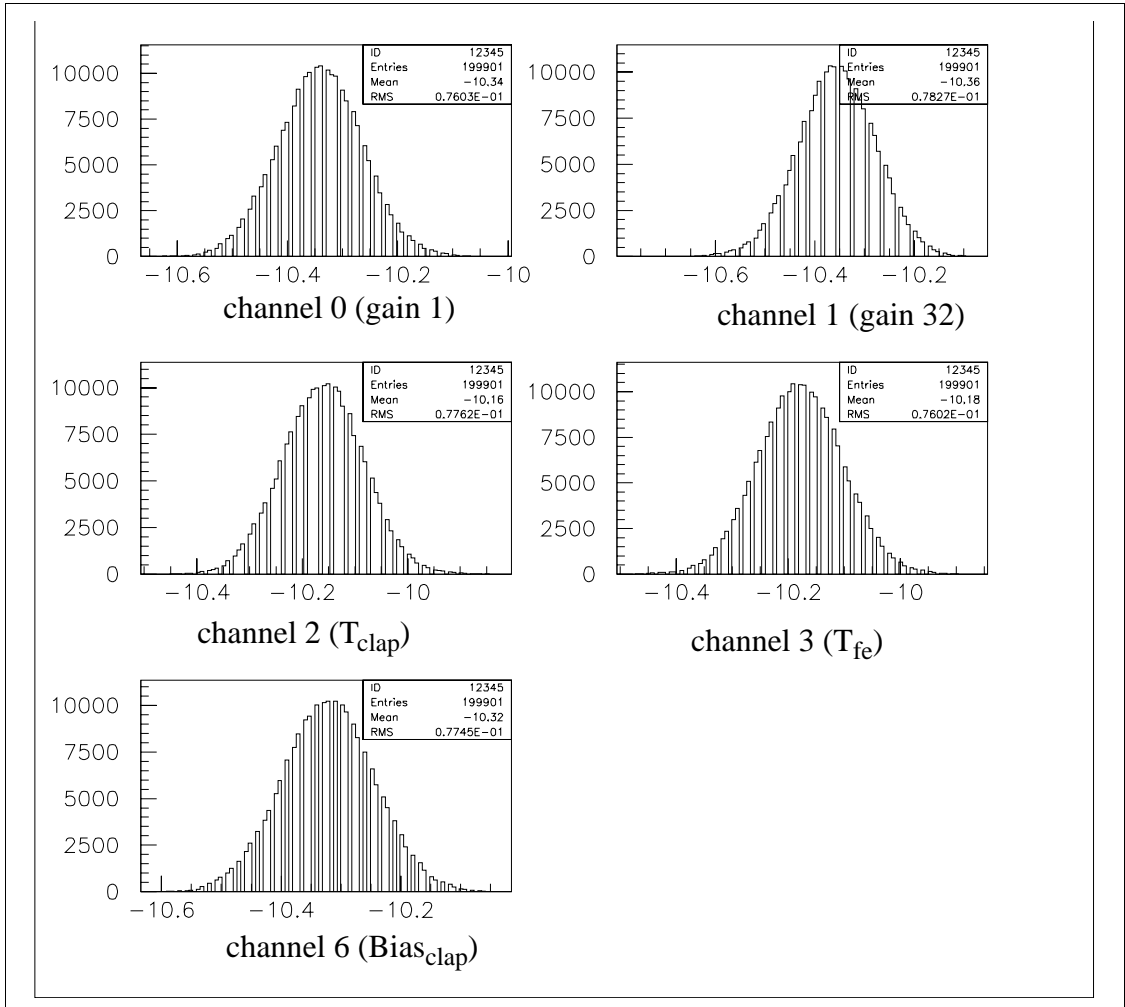 ID 12345
Entries 199901
Mean -10.34
RMS 0.7603E-01
10000
7500
5000
2500
0
-10.6 -10.4 -10.2 -10
channel 0 (gain 1)
ID 12345
Entries 199901
Mean -10.36
RMS 0.7827E-01
10000
7500
5000
2500
0
-10.6 -10.4 -10.2
channel 1 (gain 32)
ID 12345
Entries 199901
Mean -10.16
RMS 0.7762E-01
10000
7500
5000
2500
0
-10.4 -10.2 -10
channel 2 (Tclap)
ID 12345
Entries 199901
Mean -10.18
RMS 0.7602E-01
10000
7500
5000
2500
0
-10.4 -10.2 -10
channel 3 (Tfe)
ID 12345
Entries 199901
Mean -10.32
RMS 0.7745E-01
10000
7500
5000
2500
0
-10.6 -10.4 -10.2
channel 6 (Biasclap)